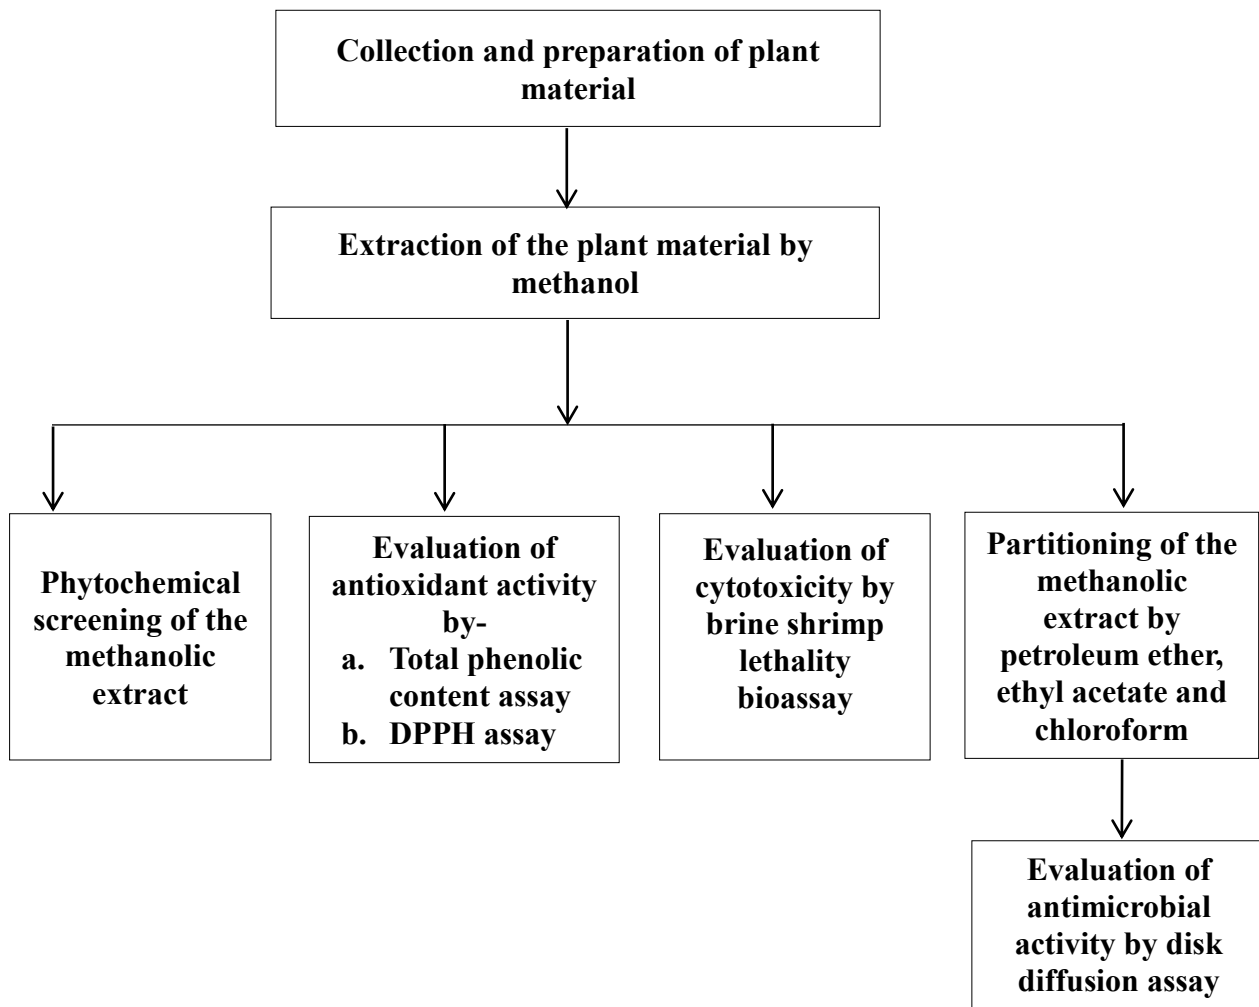 Collection and preparation of plant
material
Extraction of the plant material by
methanol
Phytochemical
screening of the
methanolic
extract
Evaluation of
antioxidant activity
by-
a. Total phenolic
content assay
b. DPPH assay
Evaluation of
cytotoxicity by
brine shrimp
lethality
bioassay
Partitioning of the
methanolic
extract by
petroleum ether,
ethyl acetate and
chloroform
Evaluation of
antimicrobial
activity by disk
diffusion assay